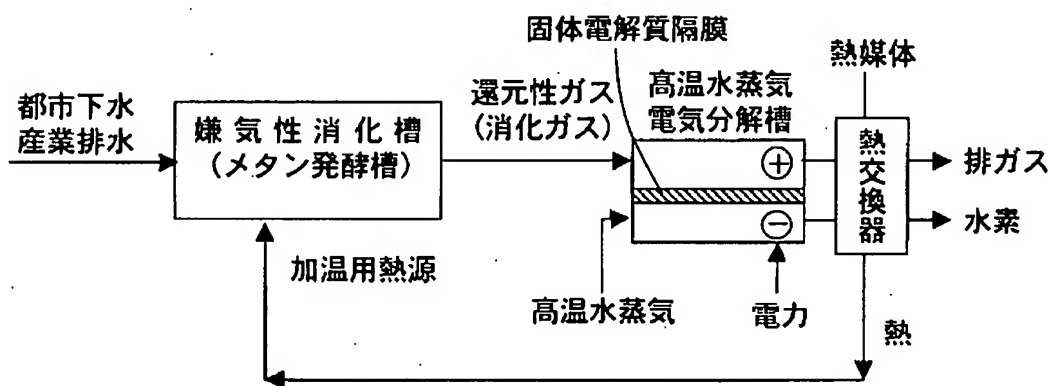 固体電解質隔膜
熱媒体
都市下水
産業排水
嫌気性消化槽
(メタン発酵槽)
還元性ガス
(消化ガス)
高温水蒸気
電気分解槽
+
−
熱交換器
排ガス
水素
加温用熱源
高温水蒸気
電力
熱